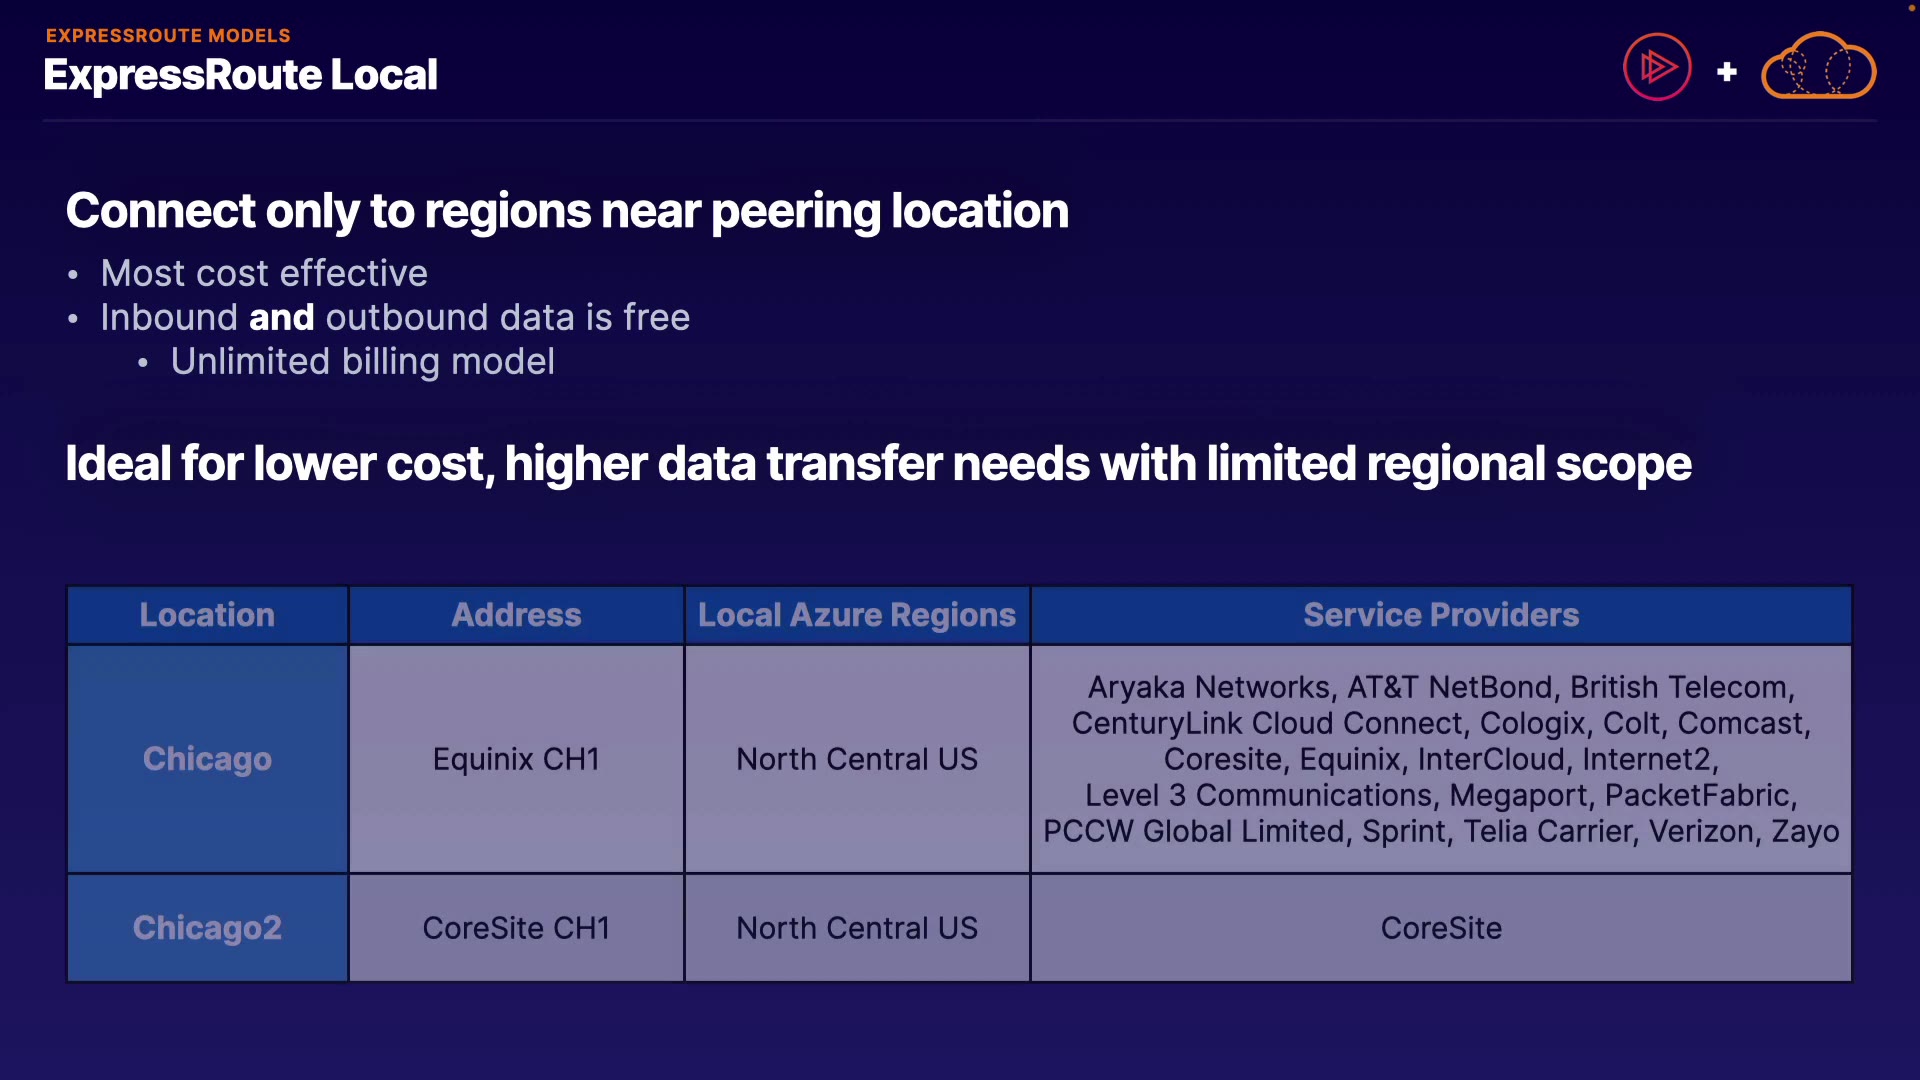 EXPRESSROUTE MODELS
ExpressRoute Local
+
Connect only to regions near peering location
• Most cost effective
• Inbound and outbound data is free
• Unlimited billing model
Ideal for lower cost, higher data transfer needs with limited regional scope
Location Address Local Azure Regions Service Providers
Chicago Equinix CH1 North Central US
Aryaka Networks, AT&T NetBond, British Telecom,
CenturyLink Cloud Connect, Cologix, Colt, Comcast,
Coresite, Equinix, InterCloud, Internet2,
Level 3 Communications, Megaport, PacketFabric,
PCCW Global Limited, Sprint, Telia Carrier, Verizon, Zayo
Chicago2 CoreSite CH1 North Central US CoreSite